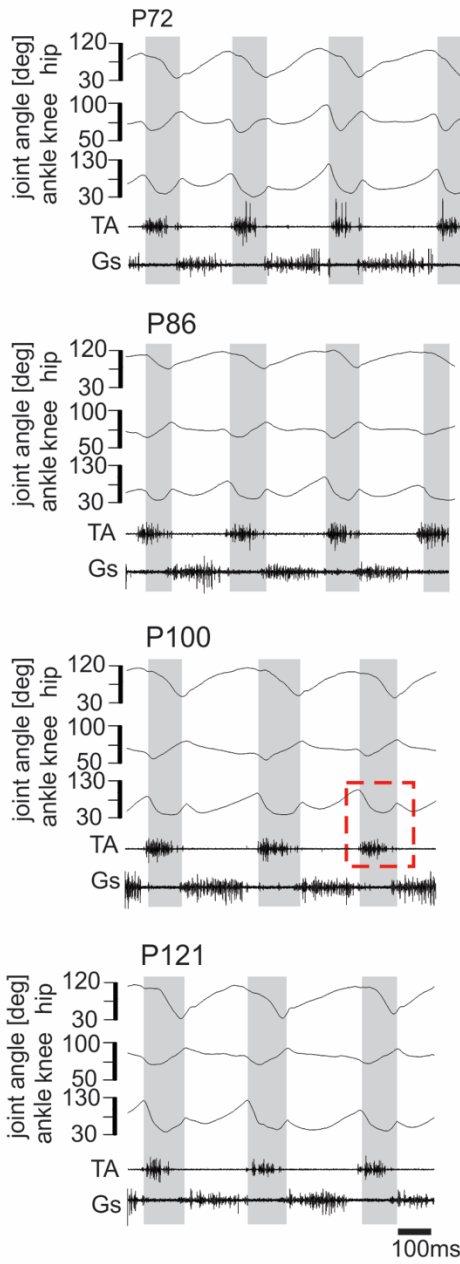 P72
joint angle [deg]
ankle knee hip
120
30
100
50
130
30
TA
Gs
P86
joint angle [deg]
ankle knee hip
120
30
100
50
130
30
TA
Gs
P100
joint angle [deg]
ankle knee hip
120
30
100
50
130
30
TA
Gs
P121
joint angle [deg]
ankle knee hip
120
30
100
50
130
30
TA
Gs
100ms